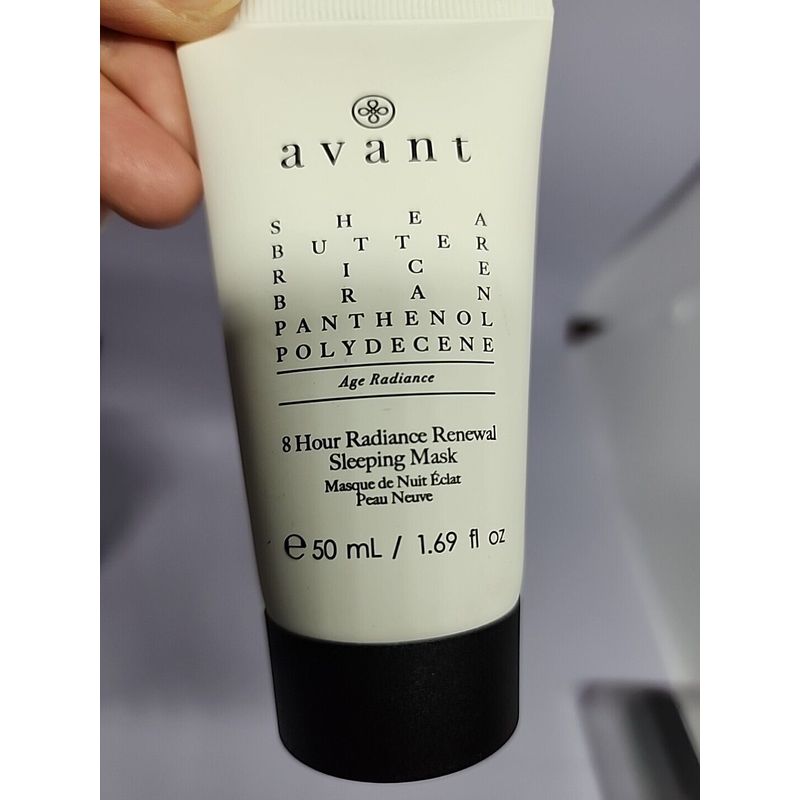 avant
SHEA
BUTTER
RICE
BRAN
PANTHENOL
POLYDECENE
Age Radiance
8 Hour Radiance Renewal
Sleeping Mask
Masque de Nuit Éclat
Peau Neuve
℮50 mL / 1.69 fl oz